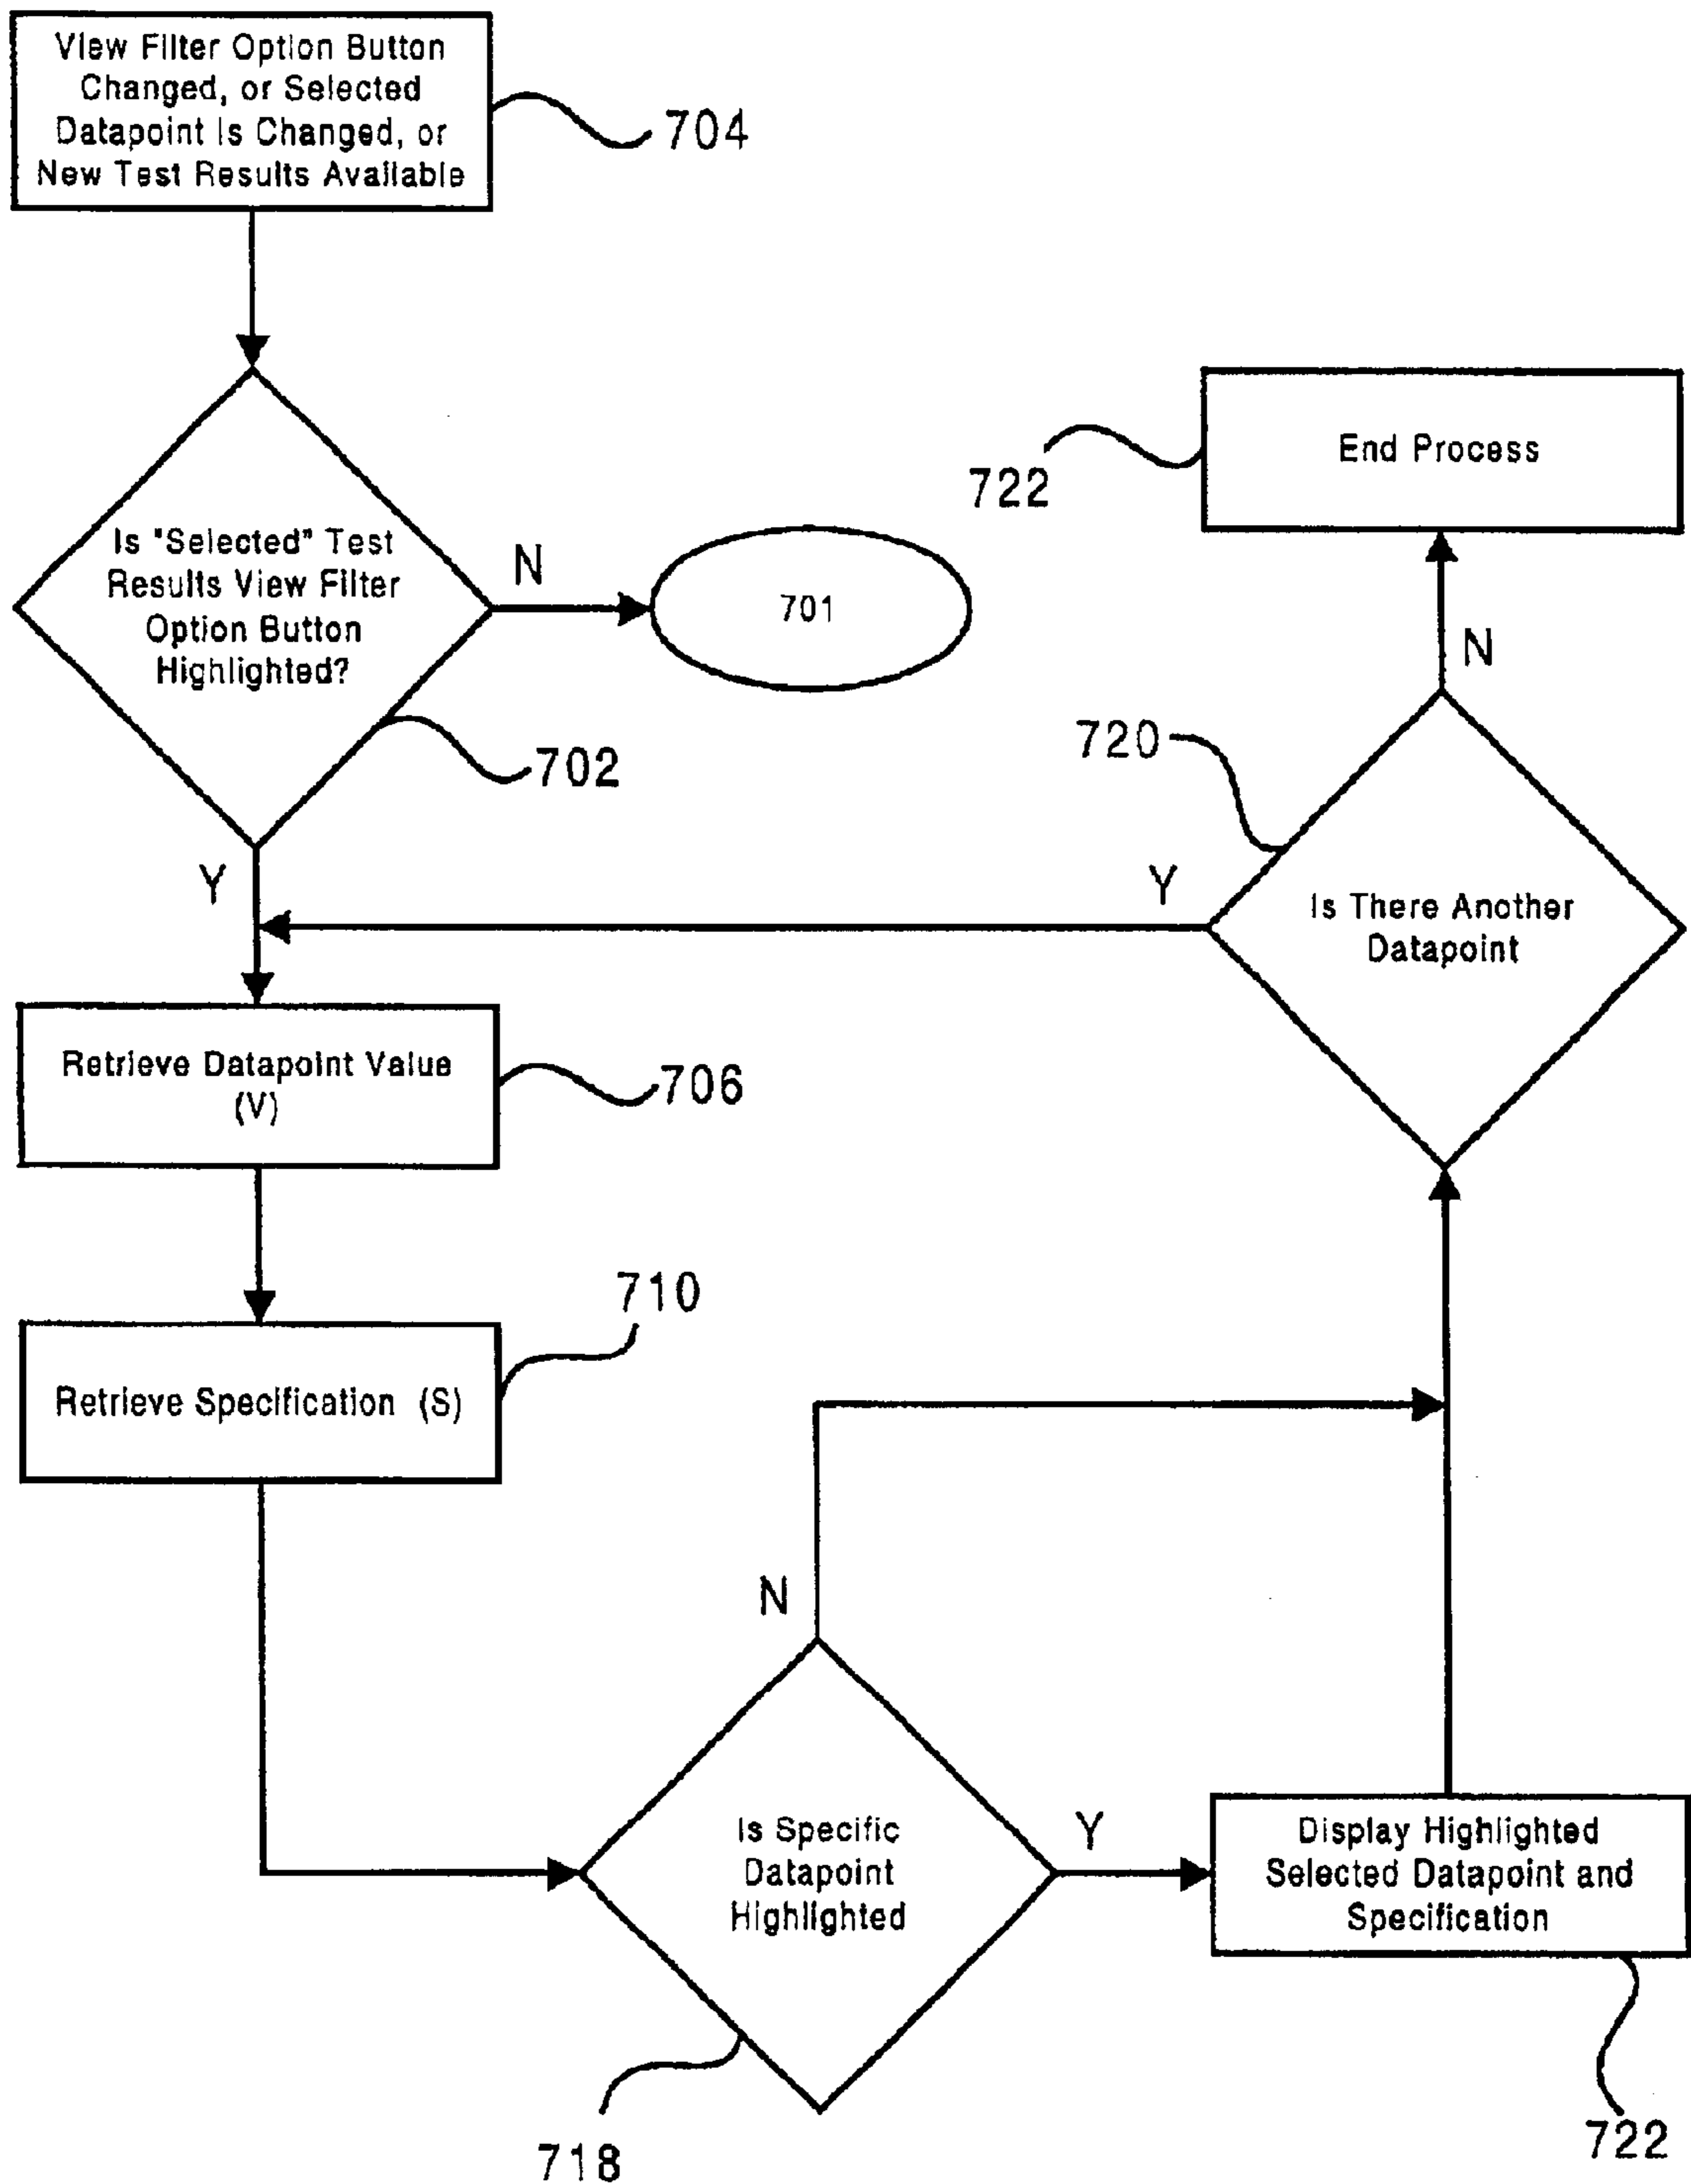 View Filter Option Button
Changed, or Selected
Datapoint Is Changed, or
New Test Results Available
704
Is "Selected" Test
Results View Filter
Option Button
Highlighted?
N
701
702
Y
End Process
722
N
720
Is There Another
Datapoint
Y
Retrieve Datapoint Value
(V)
706
Retrieve Specification (S)
710
Is Specific
Datapoint
Highlighted
N
Y
718
Display Highlighted
Selected Datapoint and
Specification
722